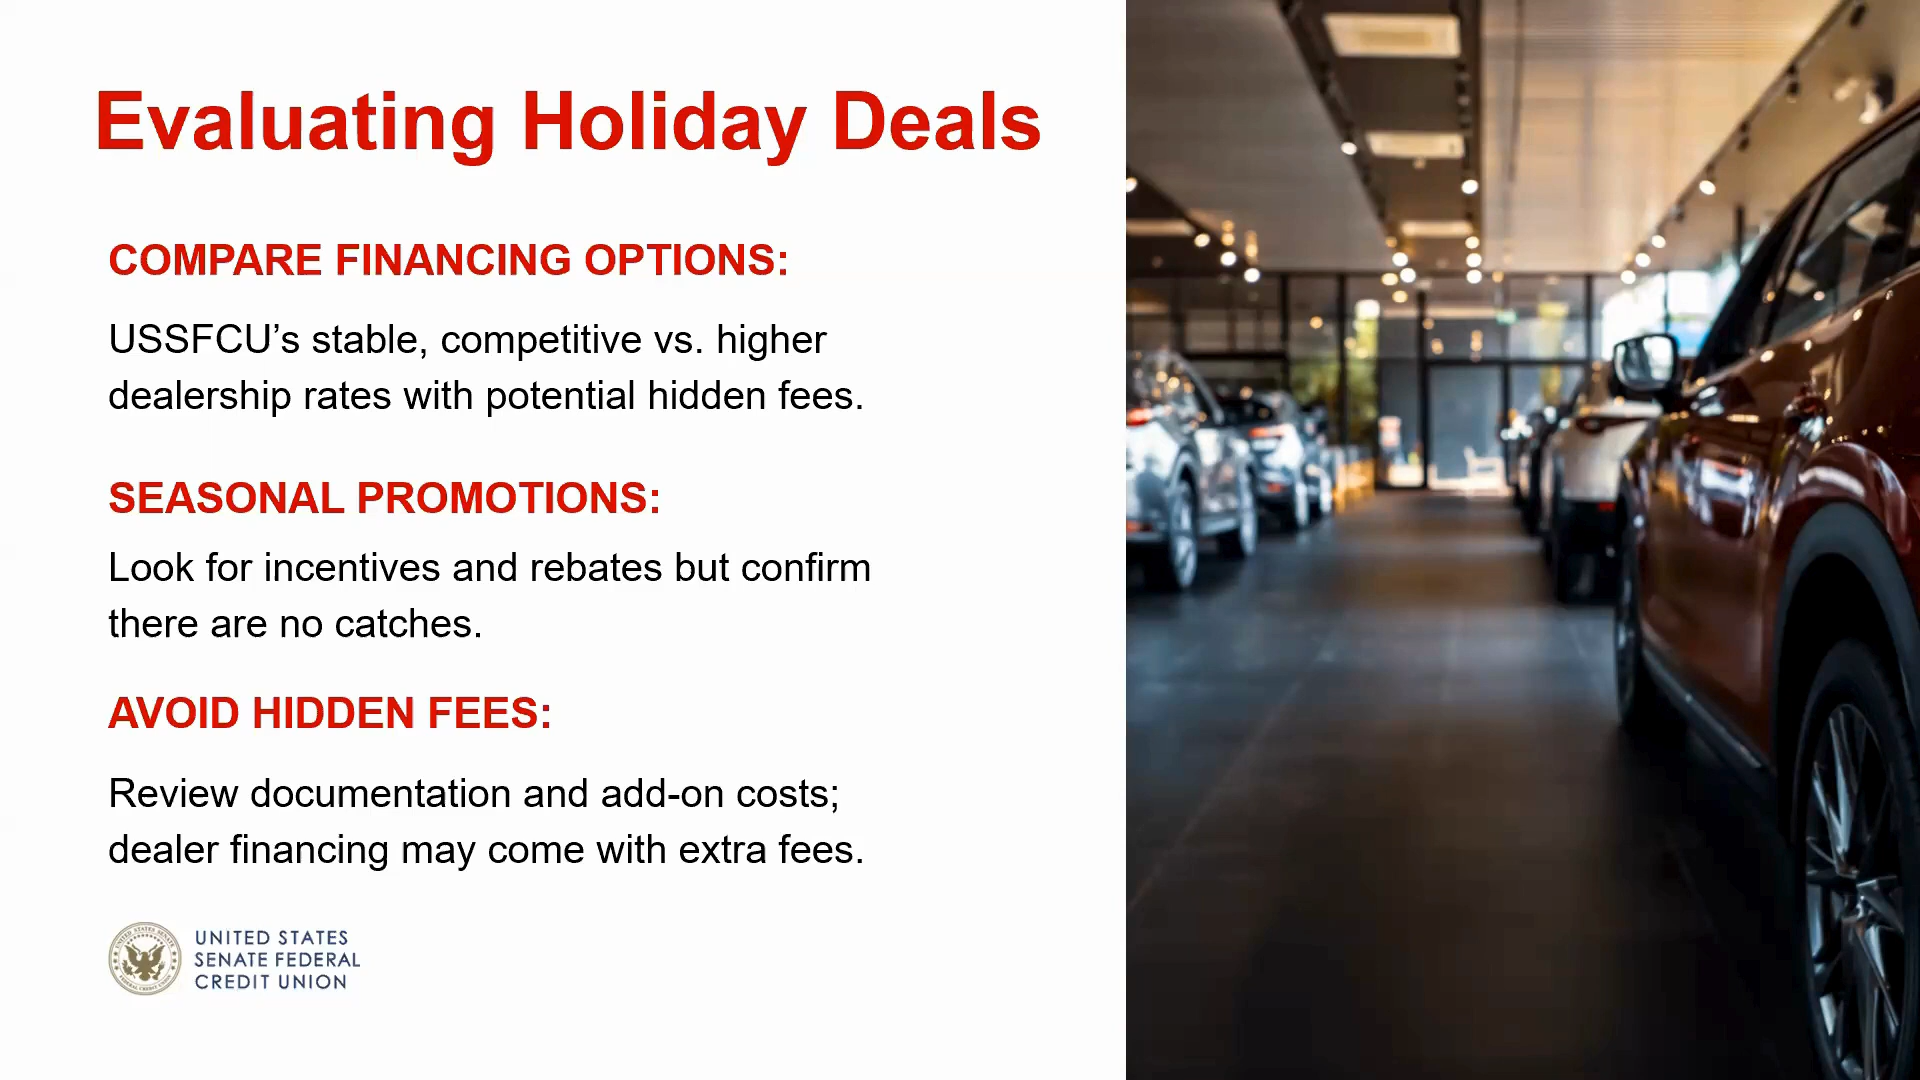 Evaluating Holiday Deals
COMPARE FINANCING OPTIONS:
USSFCU’s stable, competitive vs. higher
dealership rates with potential hidden fees.
SEASONAL PROMOTIONS:
Look for incentives and rebates but confirm
there are no catches.
AVOID HIDDEN FEES:
Review documentation and add-on costs;
dealer financing may come with extra fees.
UNITED STATES
SENATE FEDERAL
CREDIT UNION